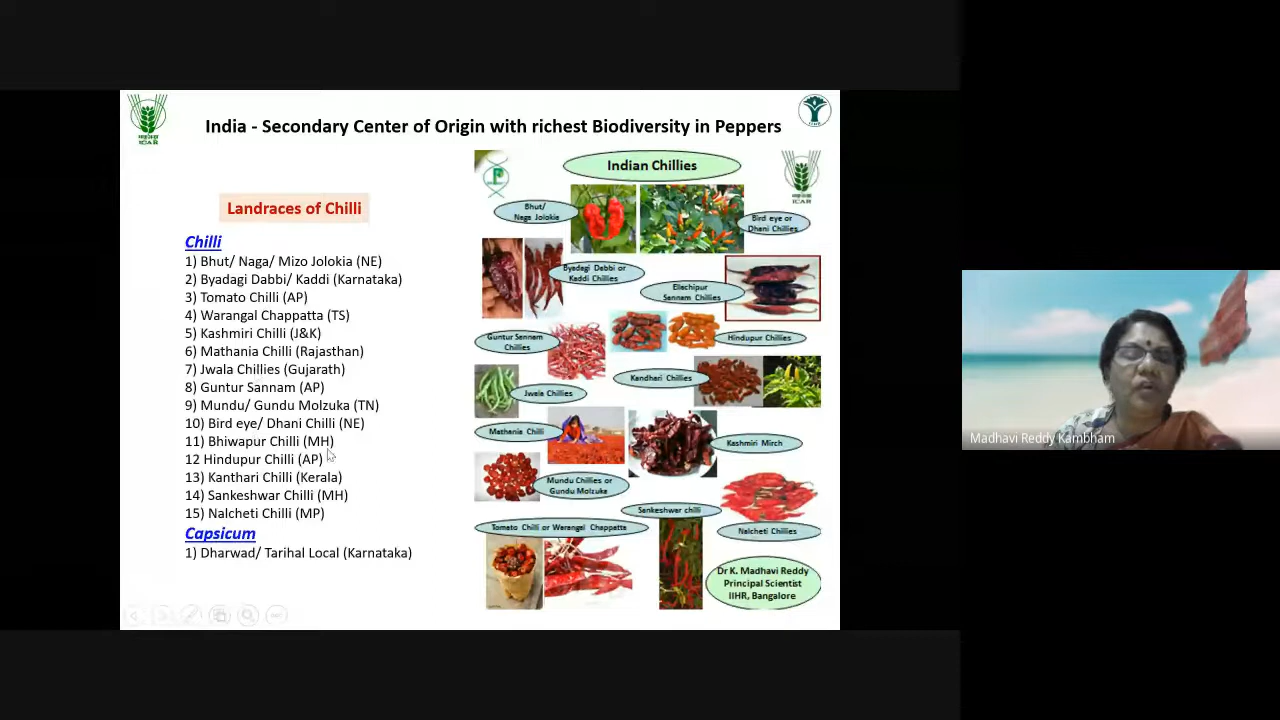 India - Secondary Center of Origin with richest Biodiversity in Peppers
ICAR
Landraces of Chilli
Chilli
1) Bhut/ Naga/ Mizo Jolokia (NE)
2) Byadagi Dabbi/ Kaddi (Karnataka)
3) Tomato Chilli (AP)
4) Warangal Chappatta (TS)
5) Kashmiri Chilli (J&K)
6) Mathania Chilli (Rajasthan)
7) Jwala Chillies (Gujarath)
8) Guntur Sannam (AP)
9) Mundu/ Gundu Molzuka (TN)
10) Bird eye/ Dhani Chilli (NE)
11) Bhiwapur Chilli (MH)
12 Hindupur Chilli (AP)
13) Kanthari Chilli (Kerala)
14) Sankeshwar Chilli (MH)
15) Nalcheti Chilli (MP)
Capsicum
1) Dharwad/ Tarihal Local (Karnataka)
Indian Chillies
ICAR
Bhut/
Naga Jolokia
Bird eye or
Dhani Chillies
Byadagi Dabbi or
Kaddi Chillies
Ellachipur
Sannam Chillies
Guntur Sannam
Chillies
Hindupur Chillies
Kandhari Chillies
Jwala Chillies
Mathania Chilli
Kashmiri Mirch
Mundu Chillies or
Gundu Molzuka
Sankeshwar chilli
Tomato Chilli or Warangal Chappatta
Nalcheti Chillies
Dr K. Madhavi Reddy
Principal Scientist
IIHR, Bangalore
Madhavi Reddy Kambham